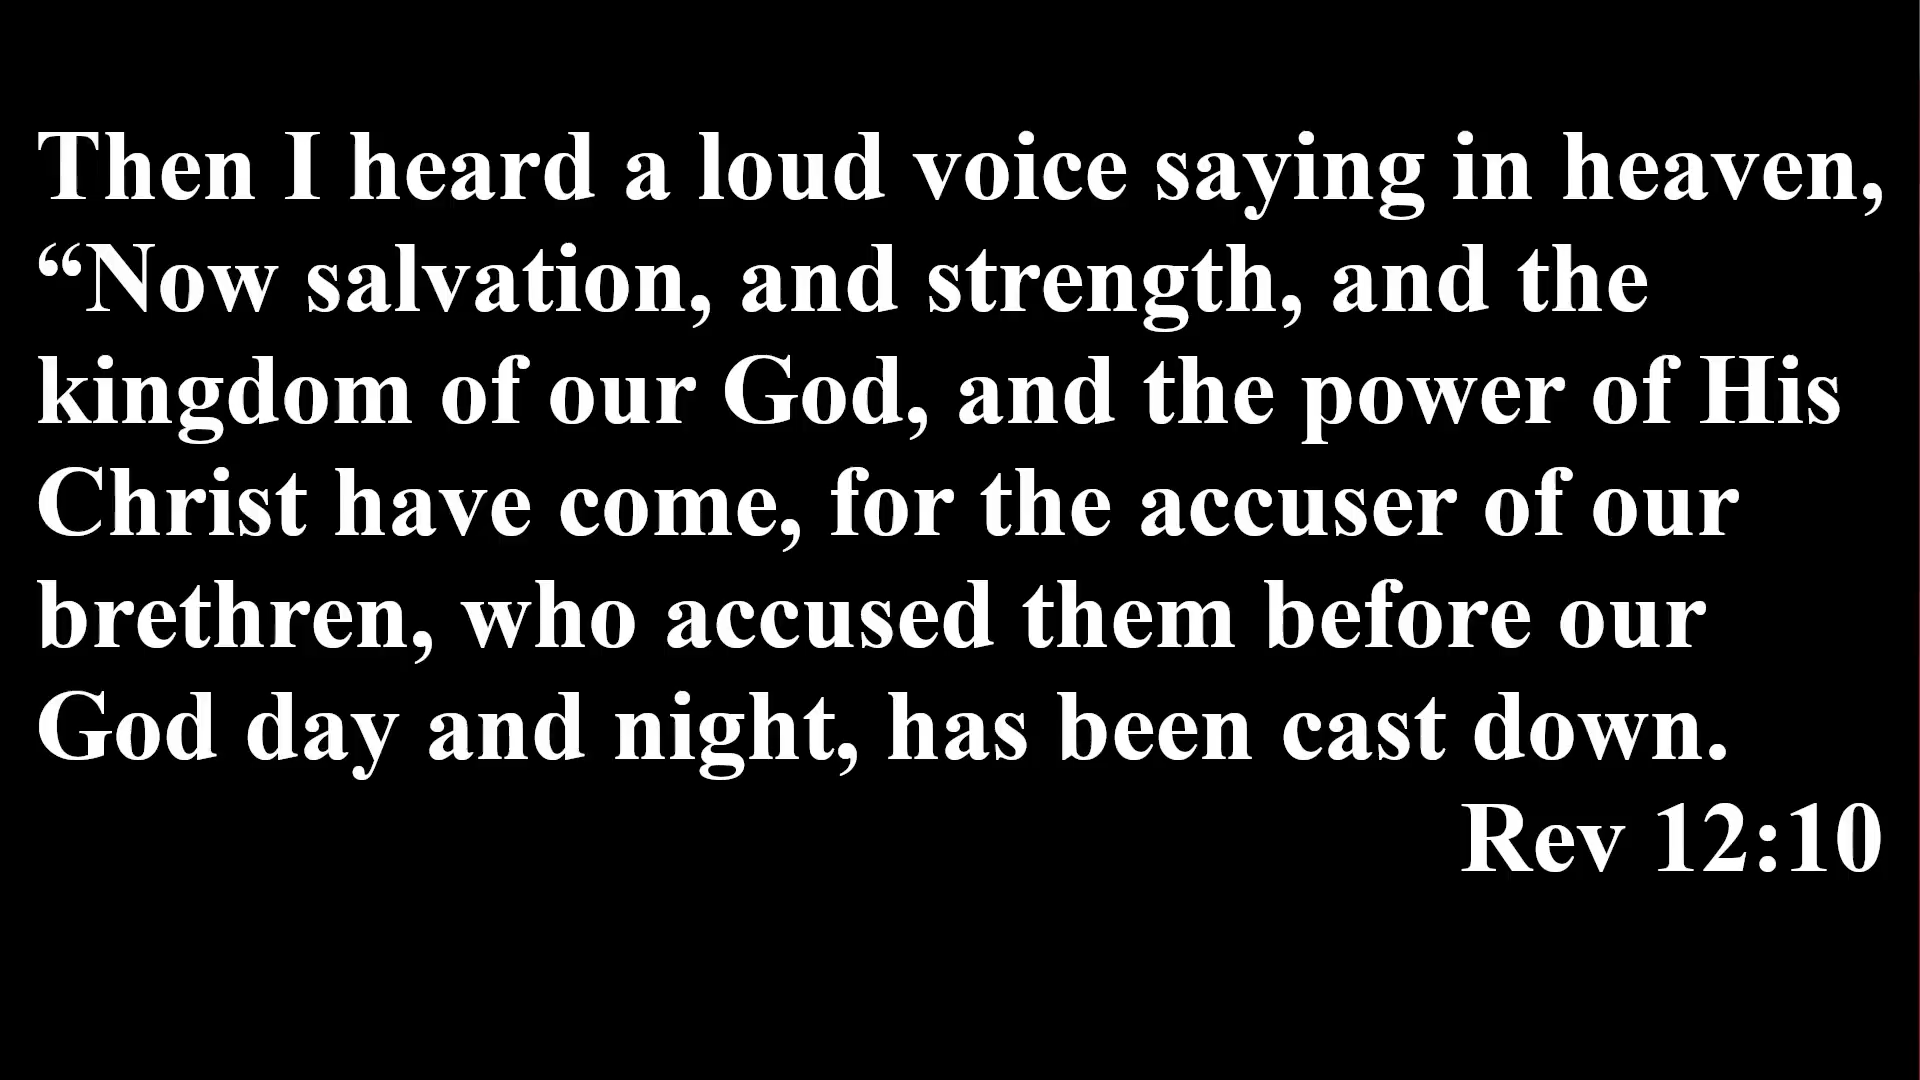 Then I heard a loud voice saying in heaven,
“Now salvation, and strength, and the
kingdom of our God, and the power of His
Christ have come, for the accuser of our
brethren, who accused them before our
God day and night, has been cast down.
Rev 12:10